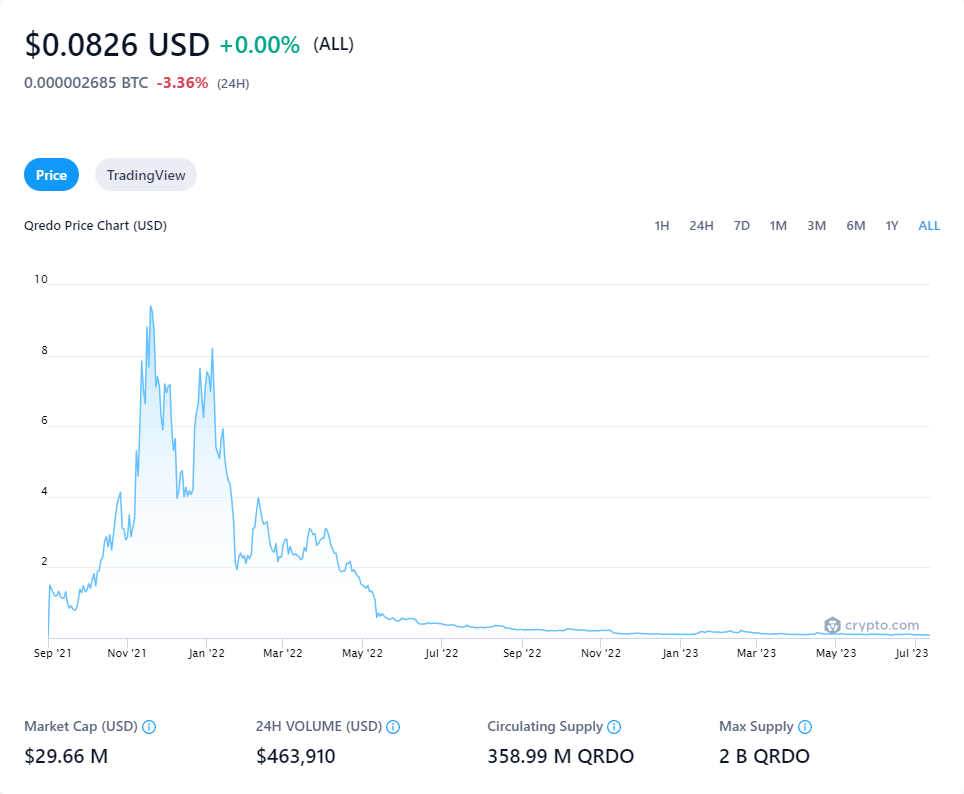 $0.0826 USD +0.00% (ALL)
0.000002685 BTC -3.36% (24H)
Price TradingView
Qredo Price Chart (USD) 1H 24H 7D 1M 3M 6M 1Y ALL
10
8
6
4
2
crypto.com
Sep '21 Nov '21 Jan '22 Mar '22 May '22 Jul '22 Sep '22 Nov '22 Jan '23 Mar '23 May '23 Jul '23
Market Cap (USD) 24H VOLUME (USD) Circulating Supply Max Supply
$29.66 M $463,910 358.99 M QRDO 2 B QRDO